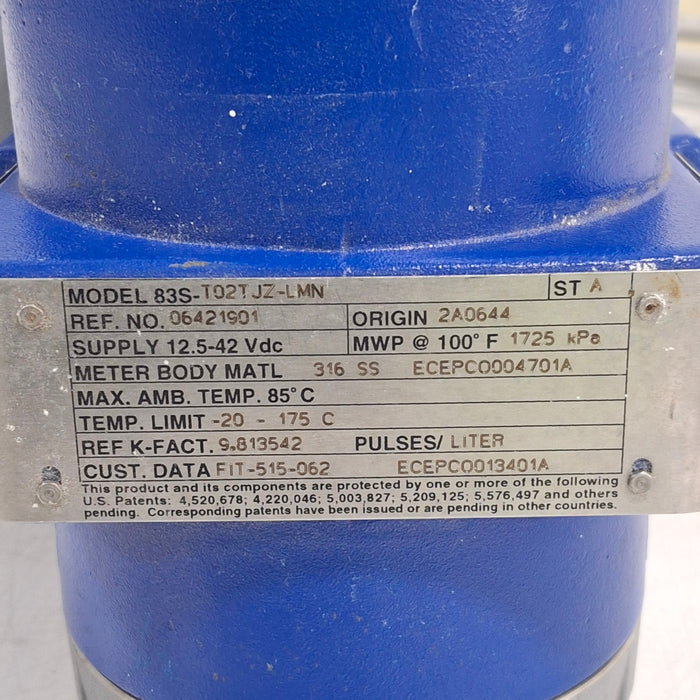 MODEL 83S-T02TJZ-LMN ST A
REF. NO. 06421901 ORIGIN 2A0644
SUPPLY 12.5-42 Vdc MWP @ 100° F 1725 kPa
METER BODY MATL 316 SS ECEPCO004701A
MAX. AMB. TEMP. 85°C
TEMP. LIMIT -20 - 175 C
REF K-FACT. 9.813542 PULSES/ LITER
CUST. DATA FIT-515-062 ECEPCO013401A
This product and its components are protected by one or more of the following
U.S. Patents: 4,520,678; 4,220,046; 5,003,827; 5,209,125; 5,576,497 and others
pending. Corresponding patents have been issued or are pending in other countries.